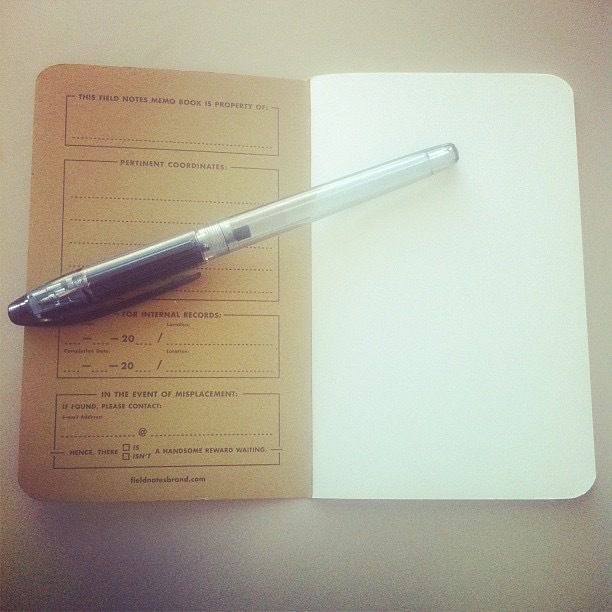 THIS FIELD NOTES MEMO BOOK IS PROPERTY OF:
PERTINENT COORDINATES:
FOR INTERNAL RECORDS:
Location:
— — 20 /
Completion Date:
Location:
— — 20 /
IN THE EVENT OF MISPLACEMENT:
IF FOUND, PLEASE CONTACT:
E-mail Address:
@
HENCE, THERE IS
ISN'T A HANDSOME REWARD WAITING.
fieldnotesbrand.com